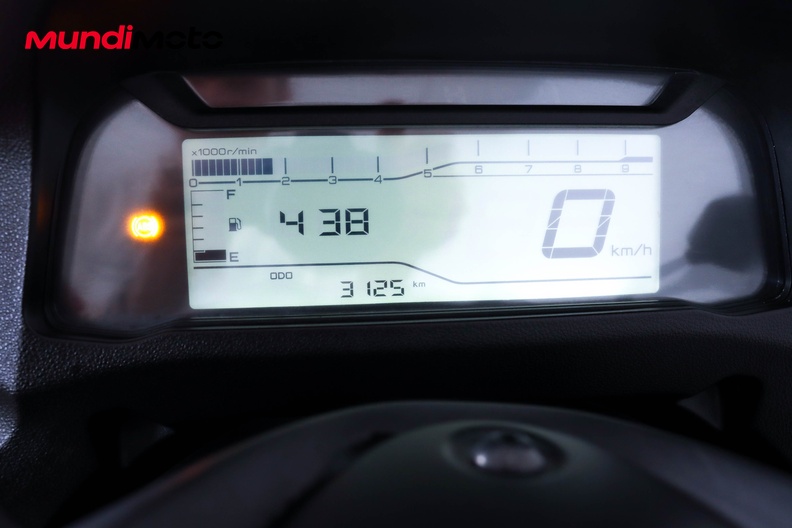 MUNDIMOTO
x1000r/min
0 1 2 3 4 5 6 7 8 9
F
438
0
km/h
E
ODO
3125 km